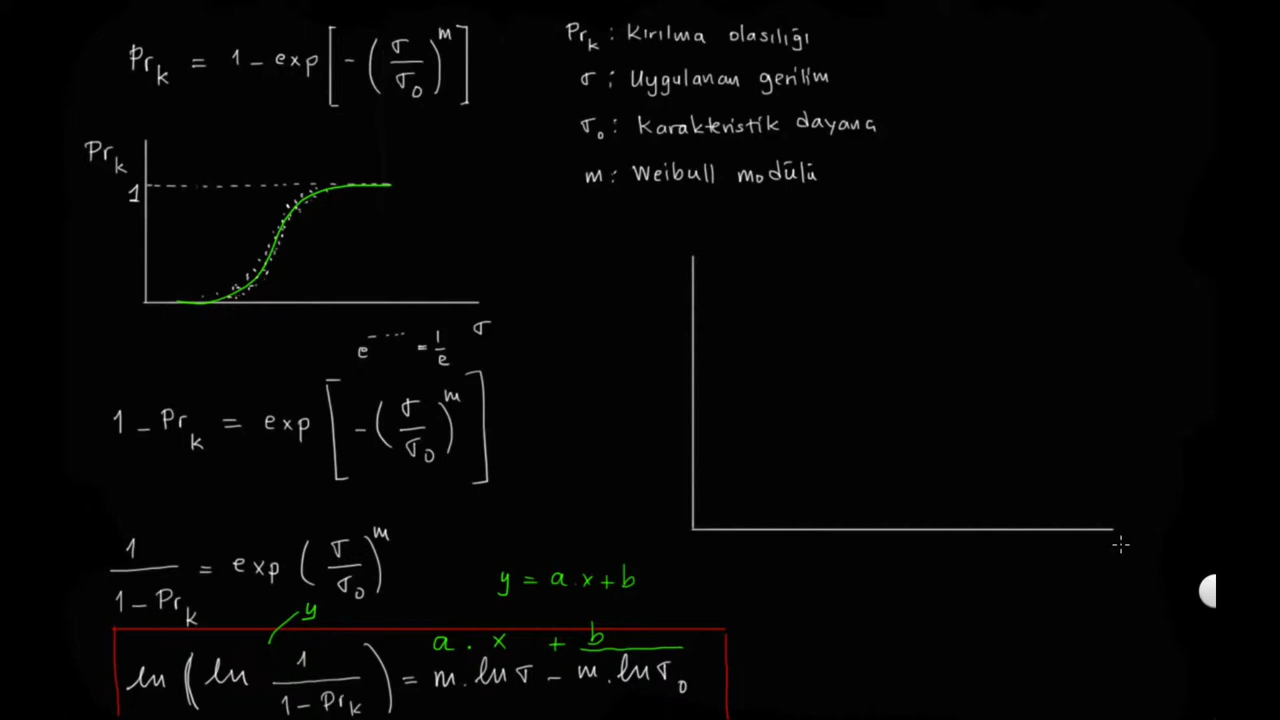 Pr_k = 1 - exp[-(σ/σ_0)^m]
Pr_k : Kırılma olasılığı
σ : Uygulanan gerilim
σ_0 : Karakteristik dayanç
m : Weibull modülü
Pr_k
1
σ
e^-···· = 1/e
1 - Pr_k = exp[-(σ/σ_0)^m]
1/(1 - Pr_k) = exp(σ/σ_0)^m
y = a.x + b
y
a . x + b
ln(ln 1/(1 - Pr_k)) = m.lnσ - m.lnσ_0